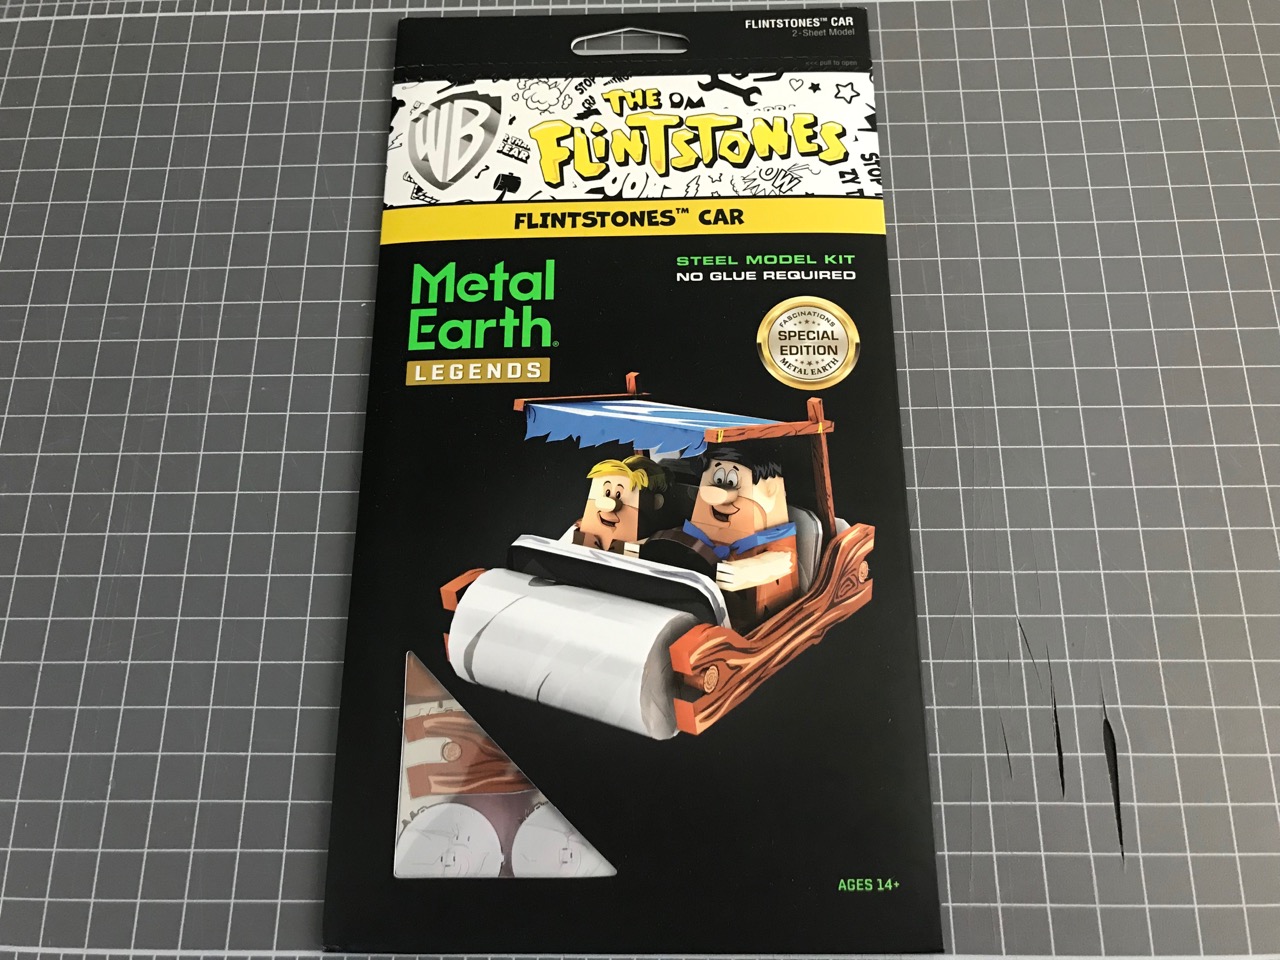 FLINTSTONES™ CAR
2-Sheet Model
<<< pull to open
WB
THE
FLINTSTONES
FLINTSTONES™ CAR
Metal
Earth®
LEGENDS
STEEL MODEL KIT
NO GLUE REQUIRED
FASCINATIONS
SPECIAL
EDITION
METAL EARTH
AGES 14+